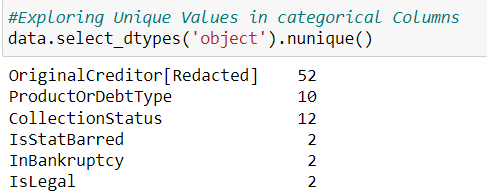 #Exploring Unique Values in categorical Columns
data.select_dtypes('object').nunique()
OriginalCreditor[Redacted] 52
ProductOrDebtType 10
CollectionStatus 12
IsStatBarred 2
InBankruptcy 2
IsLegal 2